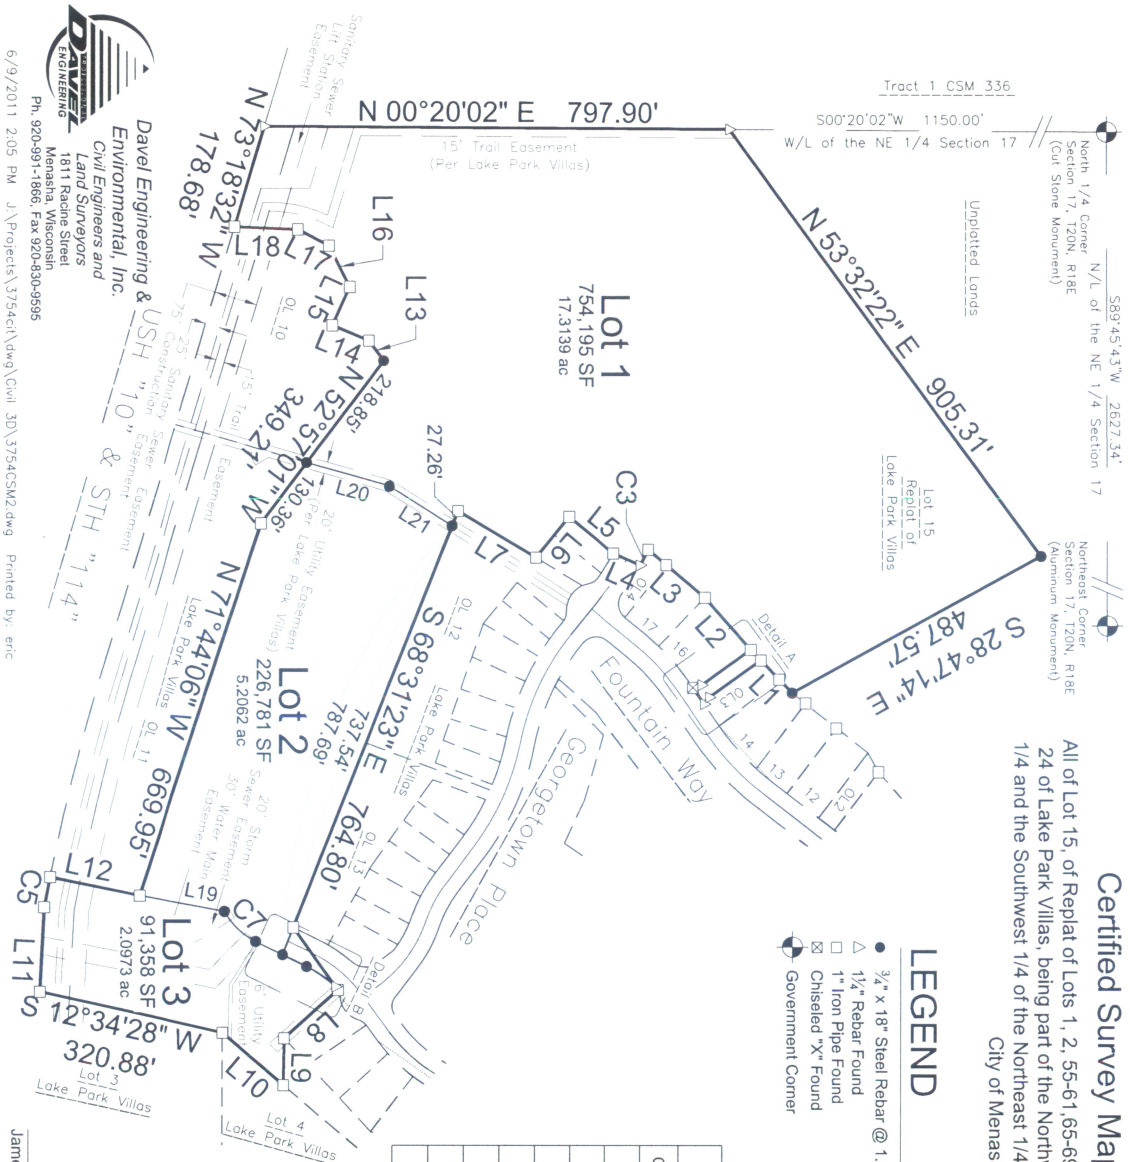 Certified Survey Map
All of Lot 15, of Replat of Lots 1, 2, 55-61,65-69
24 of Lake Park Villas, being part of the Northw
1/4 and the Southwest 1/4 of the Northeast 1/4
City of Menas
LEGEND
¾" x 18" Steel Rebar @ 1.
1¼" Rebar Found
1" Iron Pipe Found
Chiseled "X" Found
Government Corner
Tract 1 CSM 336
S00°20'02"W 1150.00'
W/L of the NE 1/4 Section 17
North 1/4 Corner
Section 17, T20N, R18E
(Cut Stone Monument)
S89°45'43"W 2627.34'
N/L of the NE 1/4 Section 17
Northeast Corner
Section 17, T20N, R18E
(Aluminum Monument)
Unplatted Lands
Lot 15
Replat of
Lake Park Villas
N 00°20'02" E 797.90'
15' Trail Easement
(Per Lake Park Villas)
N 53°32'22" E 905.31'
S 28°47'14" E
487.57'
Sanitary Sewer
Lift Station
Easement
N 73°18'32" W
178.68'
L18
L17
L16
L15
L14
L13
OL 10
Lot 1
754,195 SF
17.3139 ac
218.85'
N 52°57'01" W
349.21'
130.36'
27.26'
L20
L21
L7
L6
L5
C3
L4
L3
L2
L1
Detail A
17
16
OL3
14
13
12
OL2
Fountain Way
Georgetown Place
20' Utility Easement
(Per Lake Park Villas)
OL 12
Lake Park Villas
OL 13
S 68°31'23" E 764.80'
737.54'
787.69'
Lot 2
226,781 SF
5.2062 ac
N 71°44'06" W 669.95'
Lake Park Villas OL 11
20' Storm
Sewer Easement
30' Water Main
Easement
75' Construction Easement
25' Sanitary Sewer Easement
15' Trail Easement
USH "10" & STH "114"
L12
L19
C7
C5
L11
Lot 3
91,358 SF
2.0973 ac
6' Utility
Easement
Detail B
L8
L9
L10
S 12°34'28" W
320.88'
Lot 3
Lake Park Villas
Lot 4
Lake Park Villas
DAVEL
ENGINEERING
Davel Engineering &
Environmental, Inc.
Civil Engineers and
Land Surveyors
1811 Racine Street
Menasha, Wisconsin
Ph. 920-991-1866, Fax 920-830-9595
6/9/2011 2:05 PM J:\Projects\3754cit\dwg\Civil 3D\3754CSM2.dwg Printed by: eric
Jame